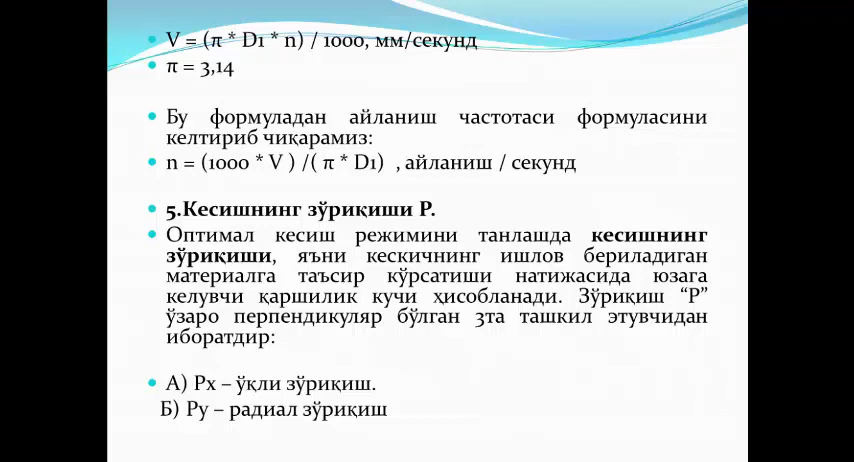 V = (π * D1 * n) / 1000, мм/секунд
π = 3,14
Бу формуладан айланиш частотаси формуласини
келтириб чиқарамиз:
n = (1000 * V ) /( π * D1) , айланиш / секунд
5.Кесишнинг зўриқиши P.
Оптимал кесиш режимини танлашда кесишнинг
зўриқиши, яъни кескичнинг ишлов бериладиган
материалга таъсир кўрсатиши натижасида юзага
келувчи қаршилик кучи ҳисобланади. Зўриқиш “P”
ўзаро перпендикуляр бўлган 3та ташкил этувчидан
иборатдир:
А) Px – ўқли зўриқиш.
Б) Py – радиал зўриқиш